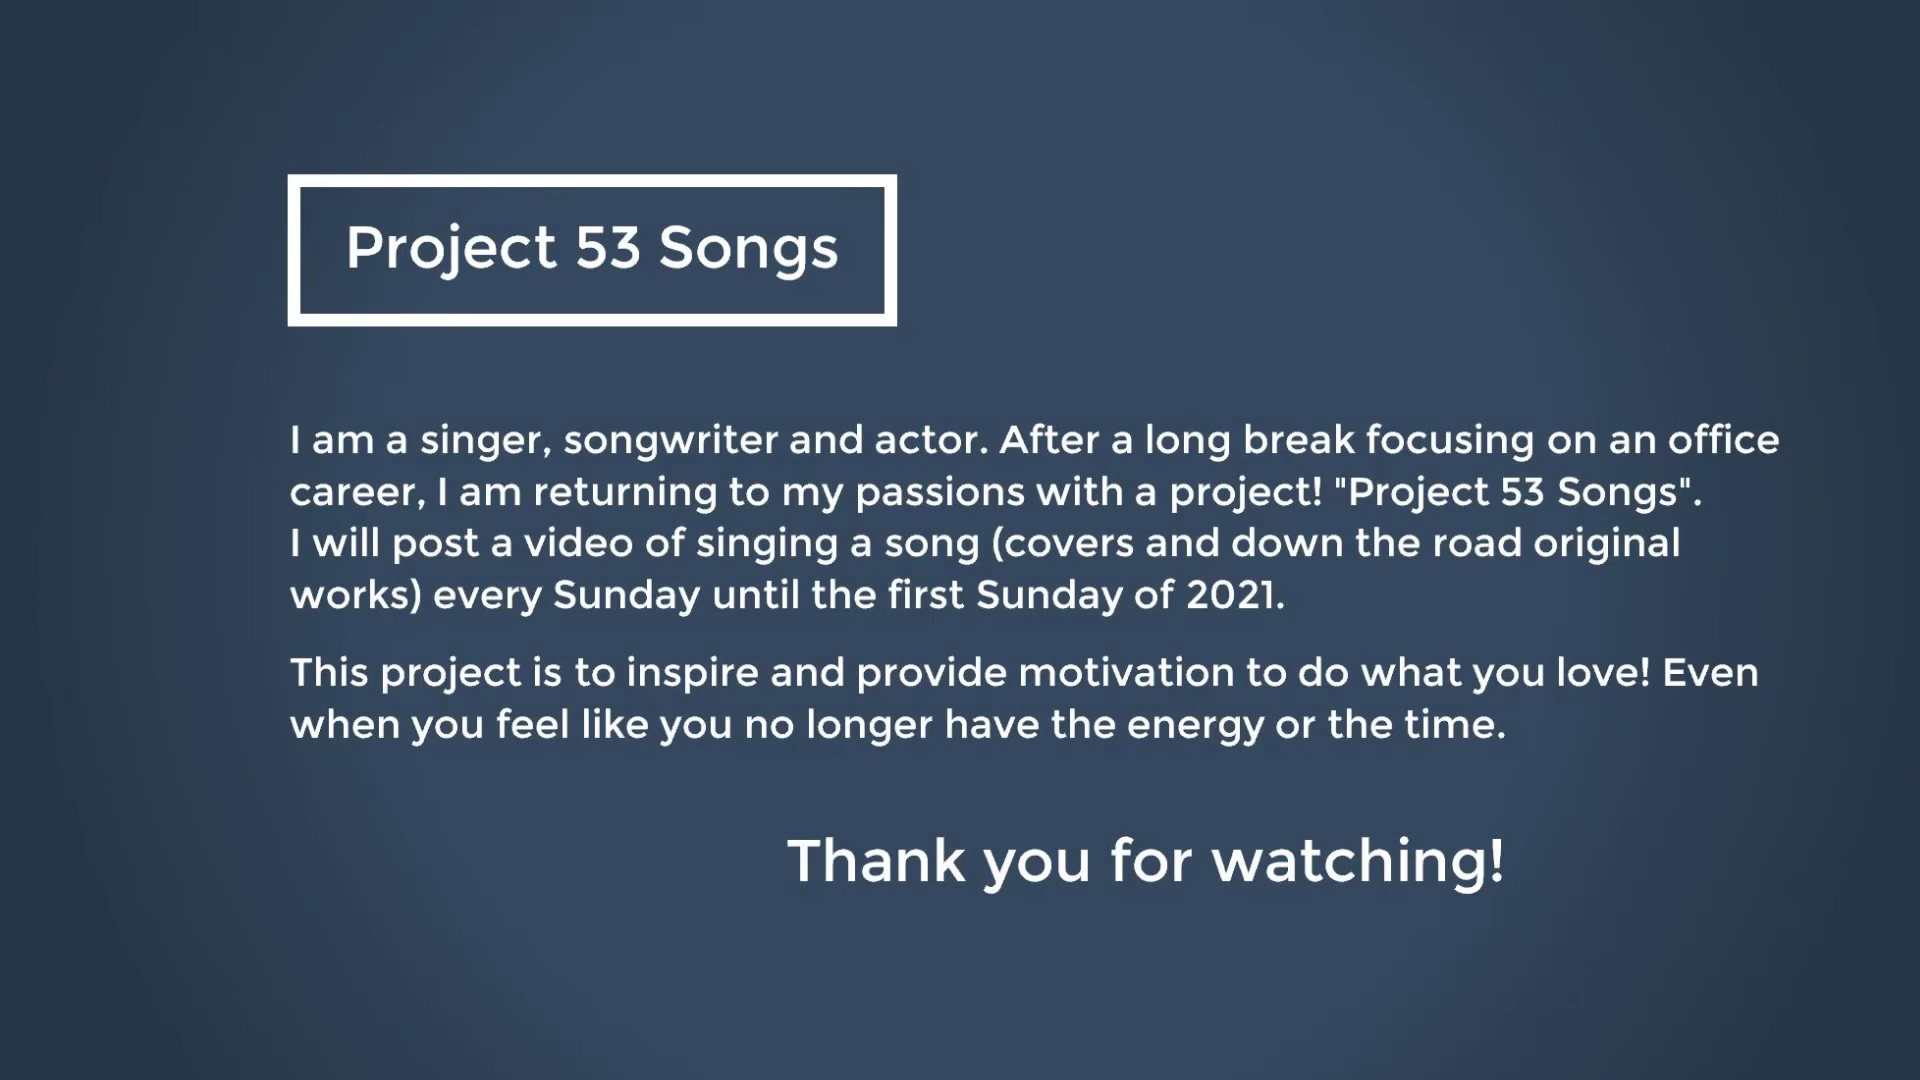 Project 53 Songs
I am a singer, songwriter and actor. After a long break focusing on an office
career, I am returning to my passions with a project! "Project 53 Songs".
I will post a video of singing a song (covers and down the road original
works) every Sunday until the first Sunday of 2021.
This project is to inspire and provide motivation to do what you love! Even
when you feel like you no longer have the energy or the time.
Thank you for watching!